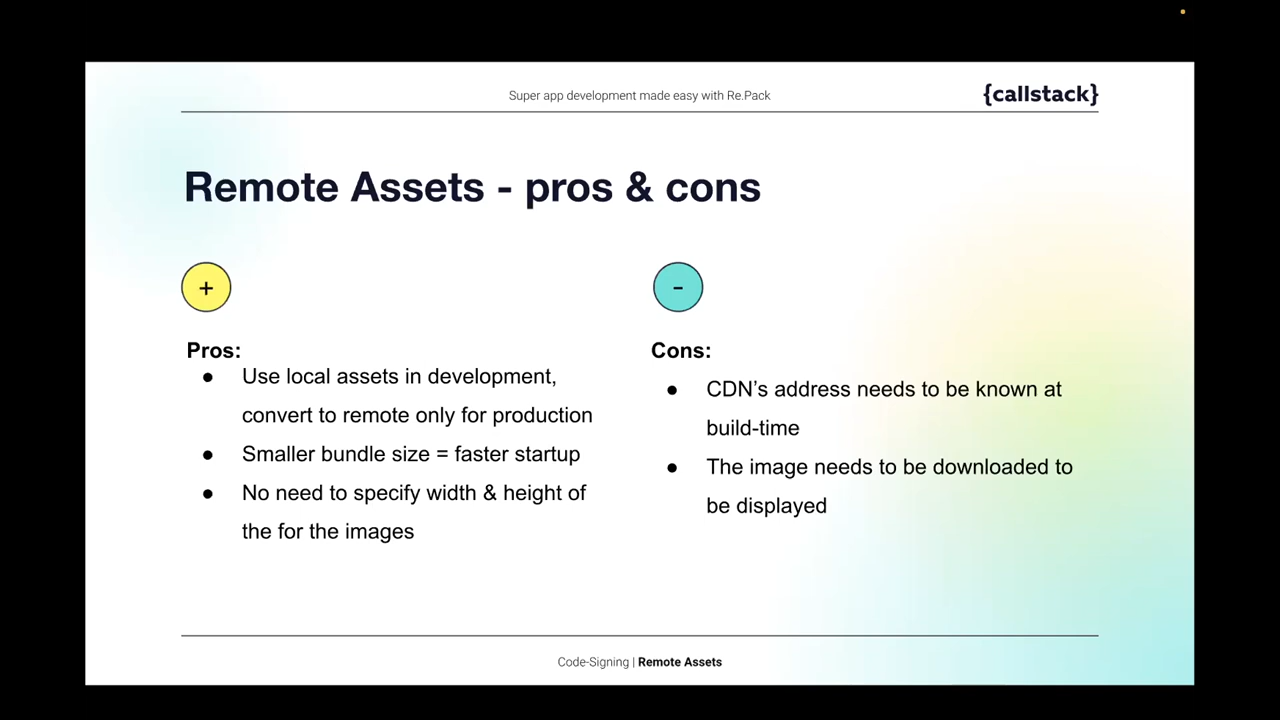 Super app development made easy with Re.Pack
{callstack}
Remote Assets - pros & cons
+
Pros:
● Use local assets in development,
convert to remote only for production
● Smaller bundle size = faster startup
● No need to specify width & height of
the for the images
-
Cons:
● CDN’s address needs to be known at
build-time
● The image needs to be downloaded to
be displayed
Code-Signing | Remote Assets